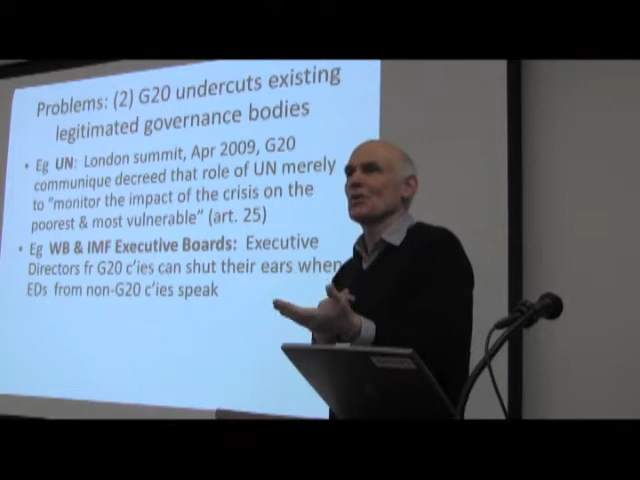 Problems: (2) G20 undercuts existing
legitimated governance bodies
• Eg UN: London summit, Apr 2009, G20
communique decreed that role of UN merely
to "monitor the impact of the crisis on the
poorest & most vulnerable" (art. 25)
• Eg WB & IMF Executive Boards: Executive
Directors fr G20 c'ies can shut their ears when
EDs from non-G20 c'ies speak